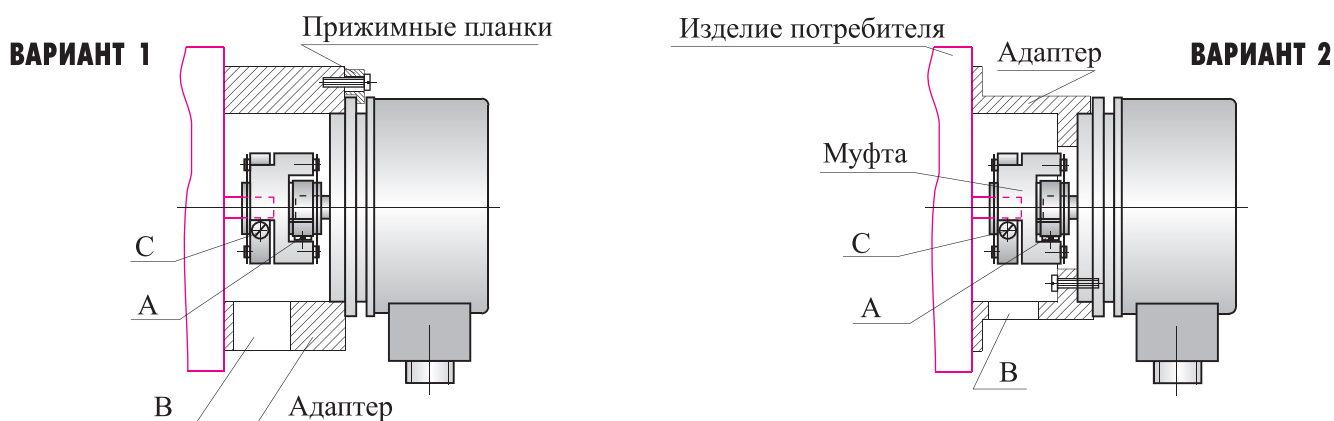 ВАРИАНТ 1
Прижимные планки
С
А
В
Адаптер
Изделие потребителя
Адаптер
ВАРИАНТ 2
Муфта
С
А
В